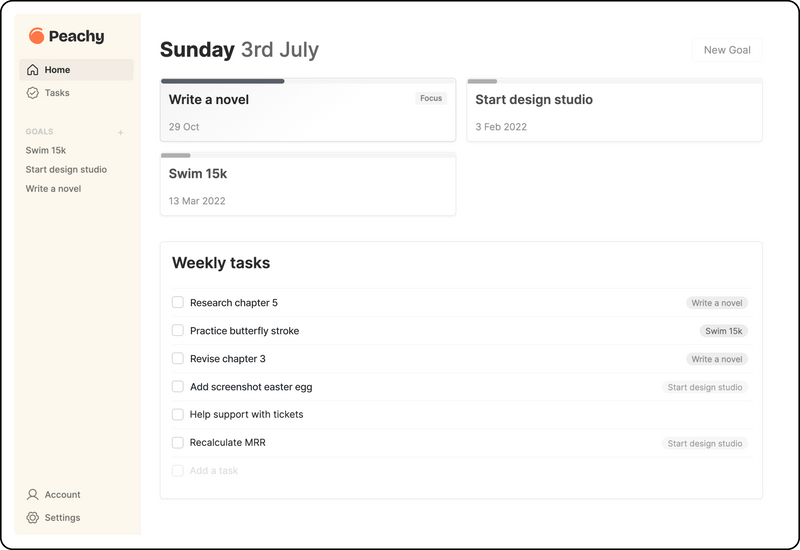 Peachy
Home
Tasks
GOALS +
Swim 15k
Start design studio
Write a novel
Account
Settings
Sunday 3rd July
New Goal
Write a novel
Focus
29 Oct
Start design studio
3 Feb 2022
Swim 15k
13 Mar 2022
Weekly tasks
Research chapter 5
Write a novel
Practice butterfly stroke
Swim 15k
Revise chapter 3
Write a novel
Add screenshot easter egg
Start design studio
Help support with tickets
Recalculate MRR
Start design studio
Add a task